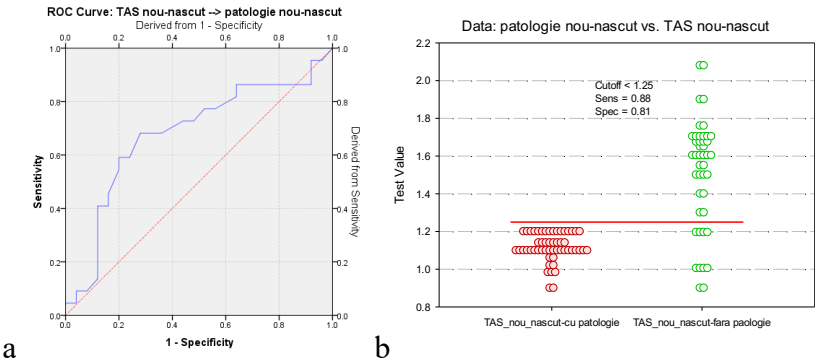 ROC Curve: TAS nou-nascut --> patologie nou-nascut
Derived from 1 - Specificity
0.0 0.2 0.4 0.6 0.8 1.0
1.0 1.0
0.8 0.8
0.6 0.6
0.4 0.4
0.2 0.2
0.0 0.0
Sensitivity
Derived from Sensitivity
0.0 0.2 0.4 0.6 0.8 1.0
1 - Specificity
a
Data: patologie nou-nascut vs. TAS nou-nascut
2.2
2.0
1.8
1.6
1.4
1.2
1.0
0.8
Test Value
Cutoff < 1.25
Sens = 0.88
Spec = 0.81
TAS_nou_nascut-cu patologie TAS_nou_nascut-fara paologie
b